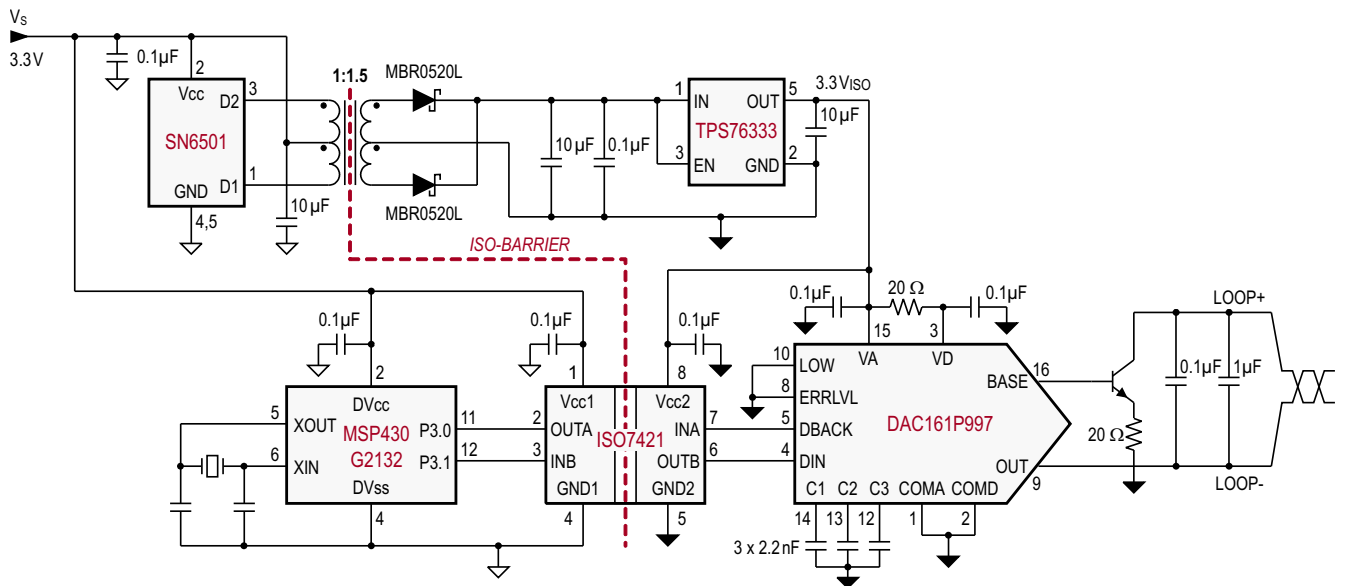 VS
3.3V
0.1µF
2
Vcc
3
D2
SN6501
D1
1
GND
4,5
10µF
1:1.5
MBR0520L
MBR0520L
10µF
0.1µF
1
IN
OUT
5
TPS76333
3
EN
GND
2
3.3VISO
10µF
ISO-BARRIER
0.1µF
2
DVcc
5
XOUT
MSP430
G2132
6
XIN
P3.0
11
P3.1
12
DVss
4
0.1µF
1
Vcc1
2
OUTA
3
INB
GND1
4
ISO7421
0.1µF
8
Vcc2
INA
7
OUTB
6
GND2
5
0.1µF
20 Ω
0.1µF
15
3
VA
VD
10
LOW
8
ERRLVL
5
DBACK
4
DIN
DAC161P997
BASE
16
OUT
9
C1
C2
C3
COMA
COMD
14
13
12
1
2
3 x 2.2nF
20 Ω
0.1µF
1µF
LOOP+
LOOP-